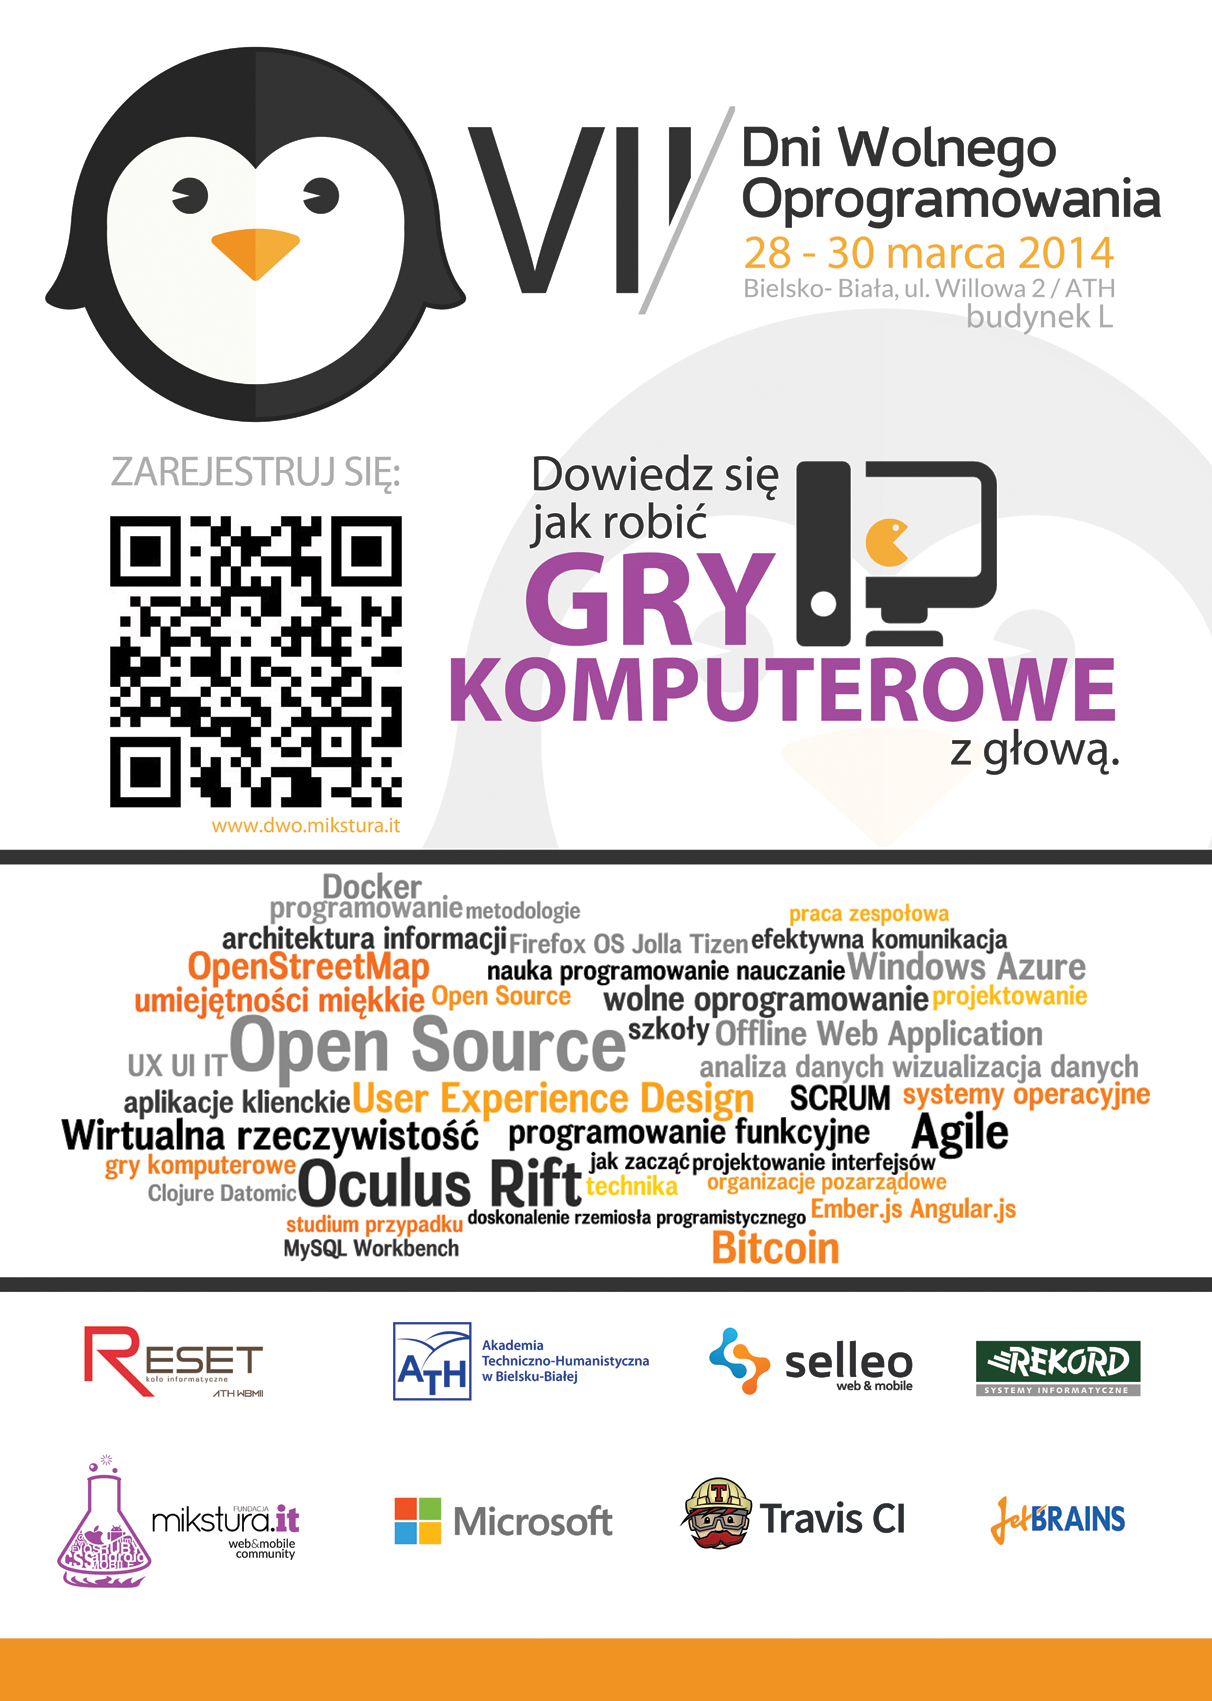 VII
Dni Wolnego
Oprogramowania
28 - 30 marca 2014
Bielsko- Biała, ul. Willowa 2 / ATH
budynek L
ZAREJESTRUJ SIĘ:
www.dwo.mikstura.it
Dowiedz się
jak robić
GRY
KOMPUTEROWE
z głową.
Docker
programowanie metodologie
praca zespołowa
architektura informacji Firefox OS Jolla Tizen efektywna komunikacja
OpenStreetMap nauka programowanie nauczanie Windows Azure
umiejętności miękkie Open Source wolne oprogramowanie projektowanie
Open Source szkoły Offline Web Application
UX UI IT analiza danych wizualizacja danych
aplikacje klienckie User Experience Design SCRUM systemy operacyjne
Wirtualna rzeczywistość programowanie funkcyjne Agile
gry komputerowe Oculus Rift jak zacząć projektowanie interfejsów
Clojure Datomic technika organizacje pozarządowe
studium przypadku doskonalenie rzemiosła programistycznego Ember.js Angular.js
MySQL Workbench Bitcoin
RESET
koło informatyczne
ATH WBMiI
ATH
Akademia
Techniczno-Humanistyczna
w Bielsku-Białej
selleo
web & mobile
REKORD
SYSTEMY INFORMATYCZNE
FUNDACJA
mikstura.it
web&mobile
community
Microsoft
T
Travis CI
JetBRAINS